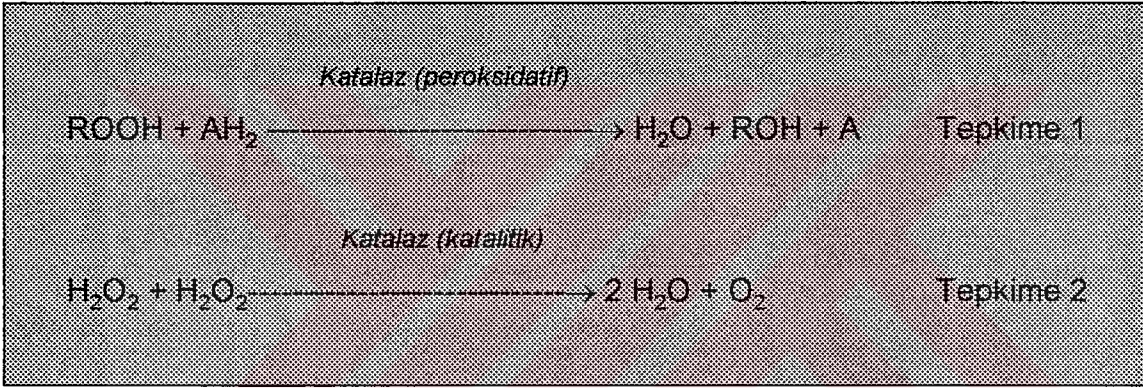 Katalaz (peroksidatif)
ROOH + AH₂ → H₂O + ROH + A Tepkime 1
Katalaz (katalitik)
H₂O₂ + H₂O₂ → 2 H₂O + O₂ Tepkime 2